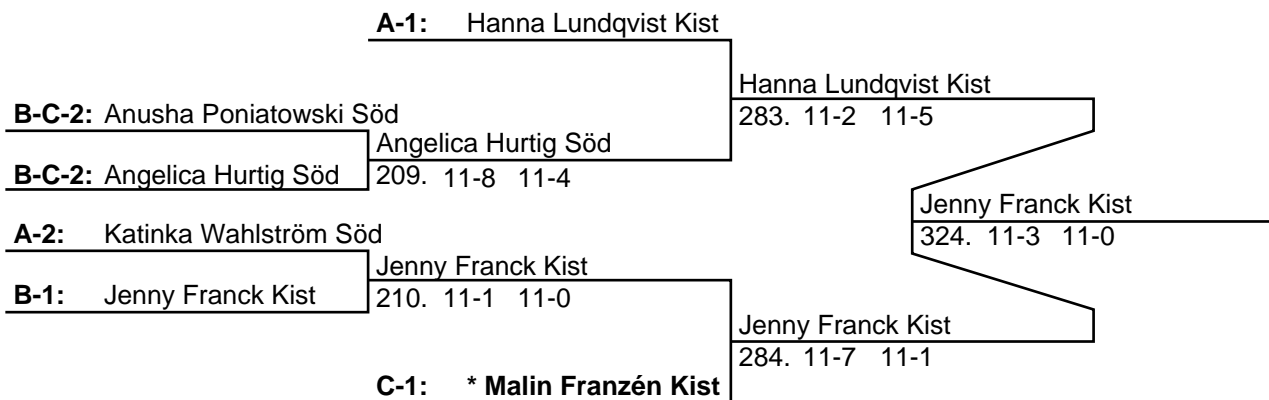 A-1: Hanna Lundqvist Kist
Hanna Lundqvist Kist
283. 11-2 11-5
B-C-2: Anusha Poniatowski Söd
Angelica Hurtig Söd
B-C-2: Angelica Hurtig Söd
209. 11-8 11-4
Jenny Franck Kist
324. 11-3 11-0
A-2: Katinka Wahlström Söd
Jenny Franck Kist
B-1: Jenny Franck Kist
210. 11-1 11-0
Jenny Franck Kist
284. 11-7 11-1
C-1: * Malin Franzén Kist